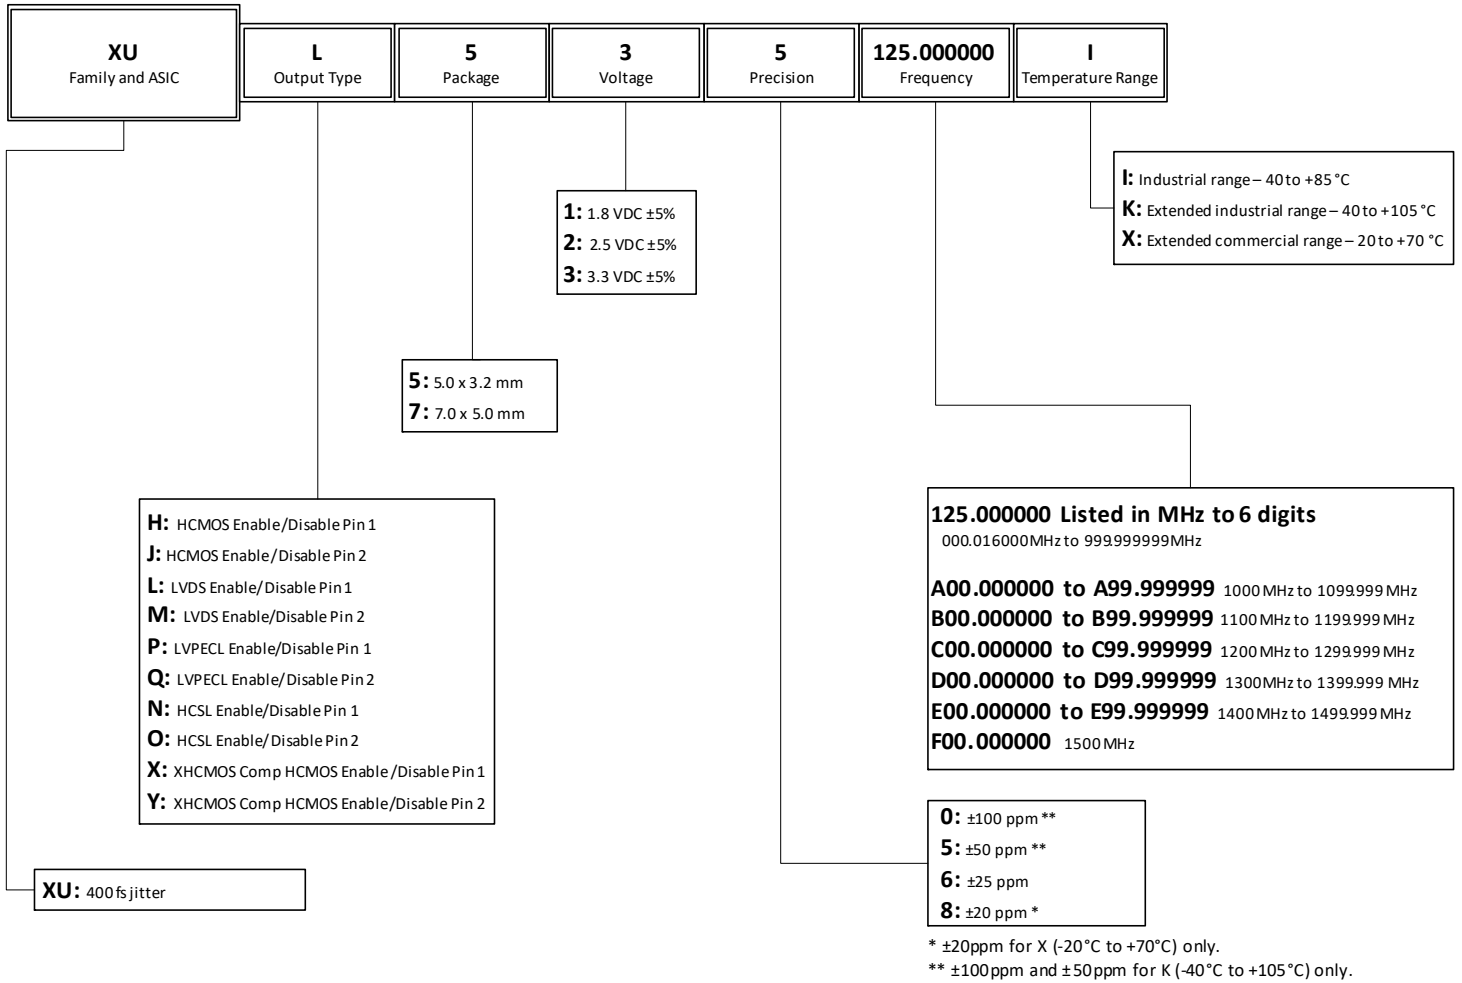 XU
Family and ASIC
L
Output Type
5
Package
3
Voltage
5
Precision
125.000000
Frequency
I
Temperature Range
I: Industrial range – 40 to +85 °C
K: Extended industrial range – 40 to +105 °C
X: Extended commercial range – 20 to +70 °C
1: 1.8 VDC ±5%
2: 2.5 VDC ±5%
3: 3.3 VDC ±5%
5: 5.0 x 3.2 mm
7: 7.0 x 5.0 mm
H: HCMOS Enable/Disable Pin 1
J: HCMOS Enable/Disable Pin 2
L: LVDS Enable/Disable Pin 1
M: LVDS Enable/Disable Pin 2
P: LVPECL Enable/Disable Pin 1
Q: LVPECL Enable/Disable Pin 2
N: HCSL Enable/Disable Pin 1
O: HCSL Enable/Disable Pin 2
X: XHCMOS Comp HCMOS Enable/Disable Pin 1
Y: XHCMOS Comp HCMOS Enable/Disable Pin 2
125.000000 Listed in MHz to 6 digits
000.016000MHz to 999.999999MHz
A00.000000 to A99.999999 1000 MHz to 1099.999 MHz
B00.000000 to B99.999999 1100 MHz to 1199.999 MHz
C00.000000 to C99.999999 1200 MHz to 1299.999 MHz
D00.000000 to D99.999999 1300MHz to 1399.999 MHz
E00.000000 to E99.999999 1400 MHz to 1499.999 MHz
F00.000000 1500 MHz
0: ±100 ppm **
5: ±50 ppm **
6: ±25 ppm
8: ±20 ppm *
XU: 400 fs jitter
* ±20ppm for X (-20°C to +70°C) only.
** ±100ppm and ±50ppm for K (-40°C to +105°C) only.